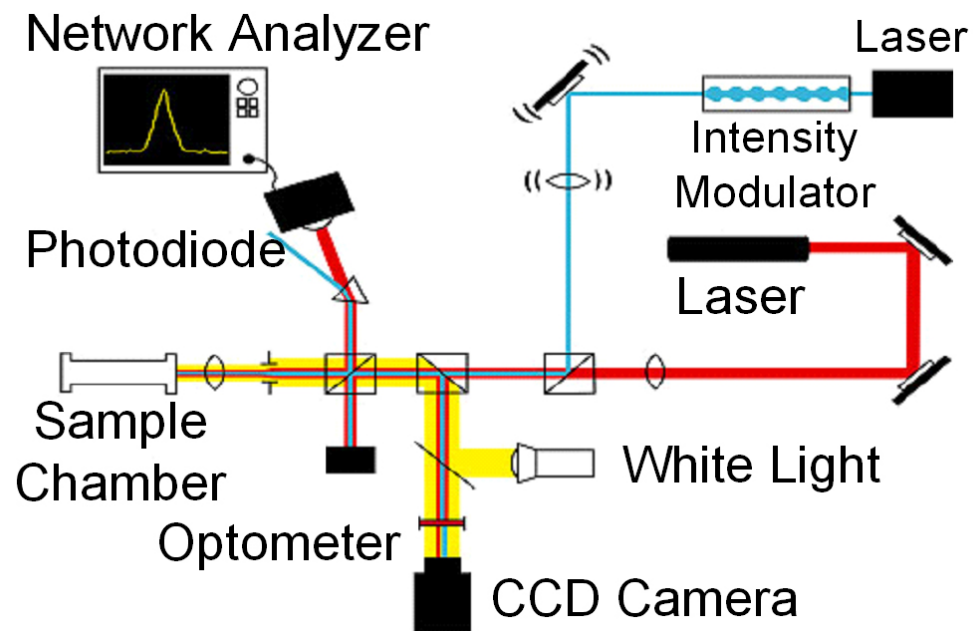 Network Analyzer
Laser
Intensity
Modulator
Photodiode
Laser
Sample
Chamber
White Light
Optometer
CCD Camera